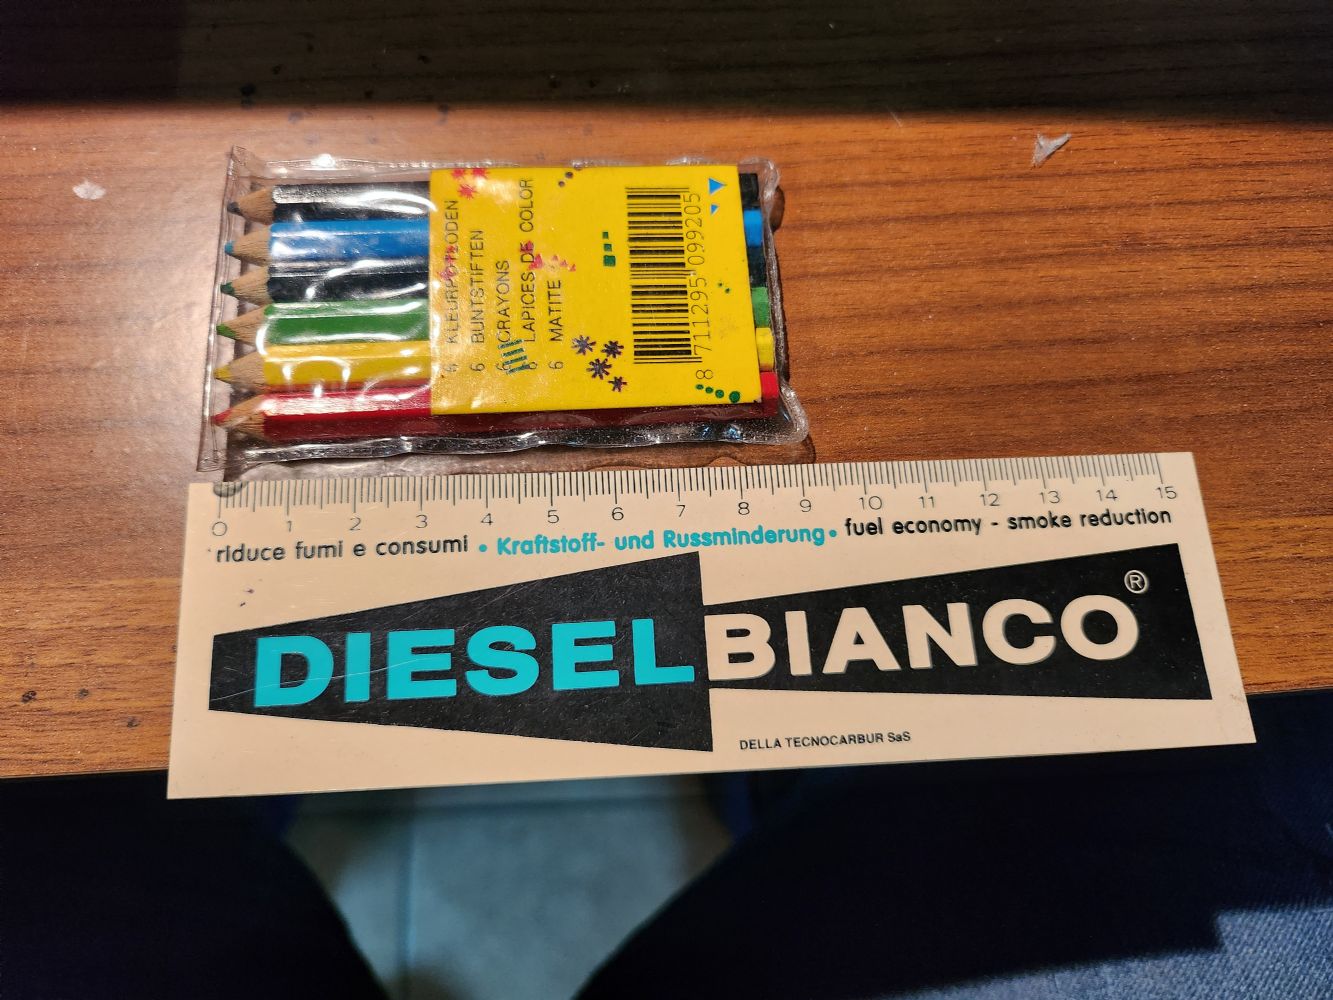 6 KLEURPOTLODEN
6 BUNTSTIFTEN
6 CRAYONS
6 LAPICES DE COLOR
6 MATITE
8 711295 099205
0 1 2 3 4 5 6 7 8 9 10 11 12 13 14 15
riduce fumi e consumi • Kraftstoff- und Russminderung • fuel economy - smoke reduction
DIESELBIANCO®
DELLA TECNOCARBUR SaS